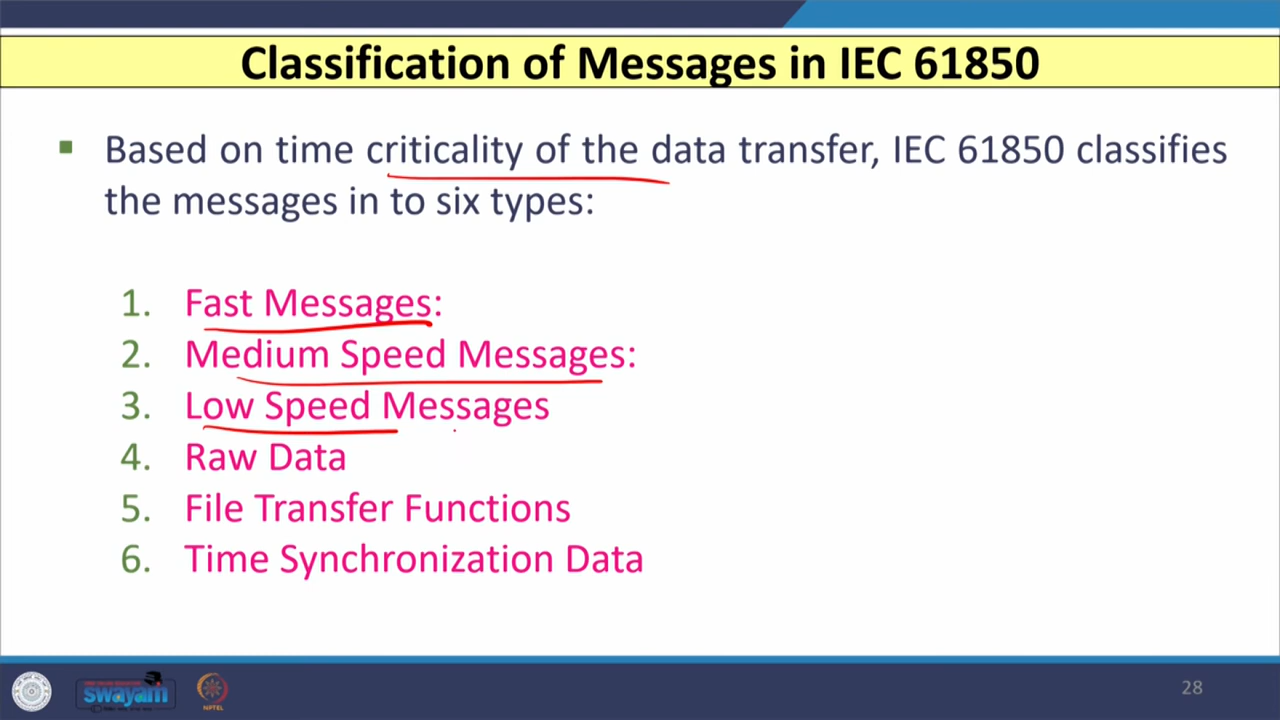 Classification of Messages in IEC 61850
▪ Based on time criticality of the data transfer, IEC 61850 classifies
the messages in to six types:
1. Fast Messages:
2. Medium Speed Messages:
3. Low Speed Messages
4. Raw Data
5. File Transfer Functions
6. Time Synchronization Data
swayam
NPTEL
28